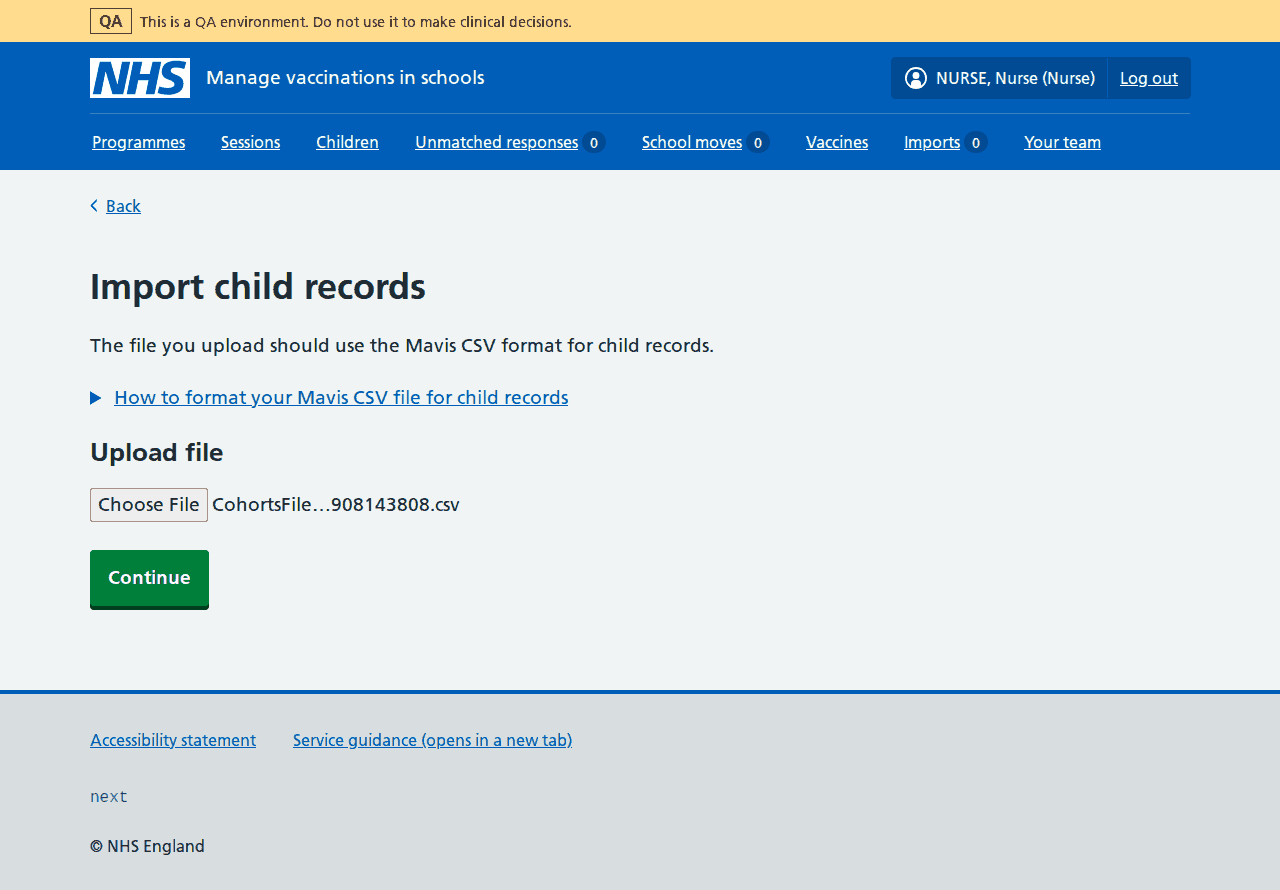 QA This is a QA environment. Do not use it to make clinical decisions.
NHS Manage vaccinations in schools NURSE, Nurse (Nurse) Log out
Programmes Sessions Children Unmatched responses 0 School moves 0 Vaccines Imports 0 Your team
Back
Import child records
The file you upload should use the Mavis CSV format for child records.
How to format your Mavis CSV file for child records
Upload file
Choose File CohortsFile…908143808.csv
Continue
Accessibility statement Service guidance (opens in a new tab)
next
© NHS England